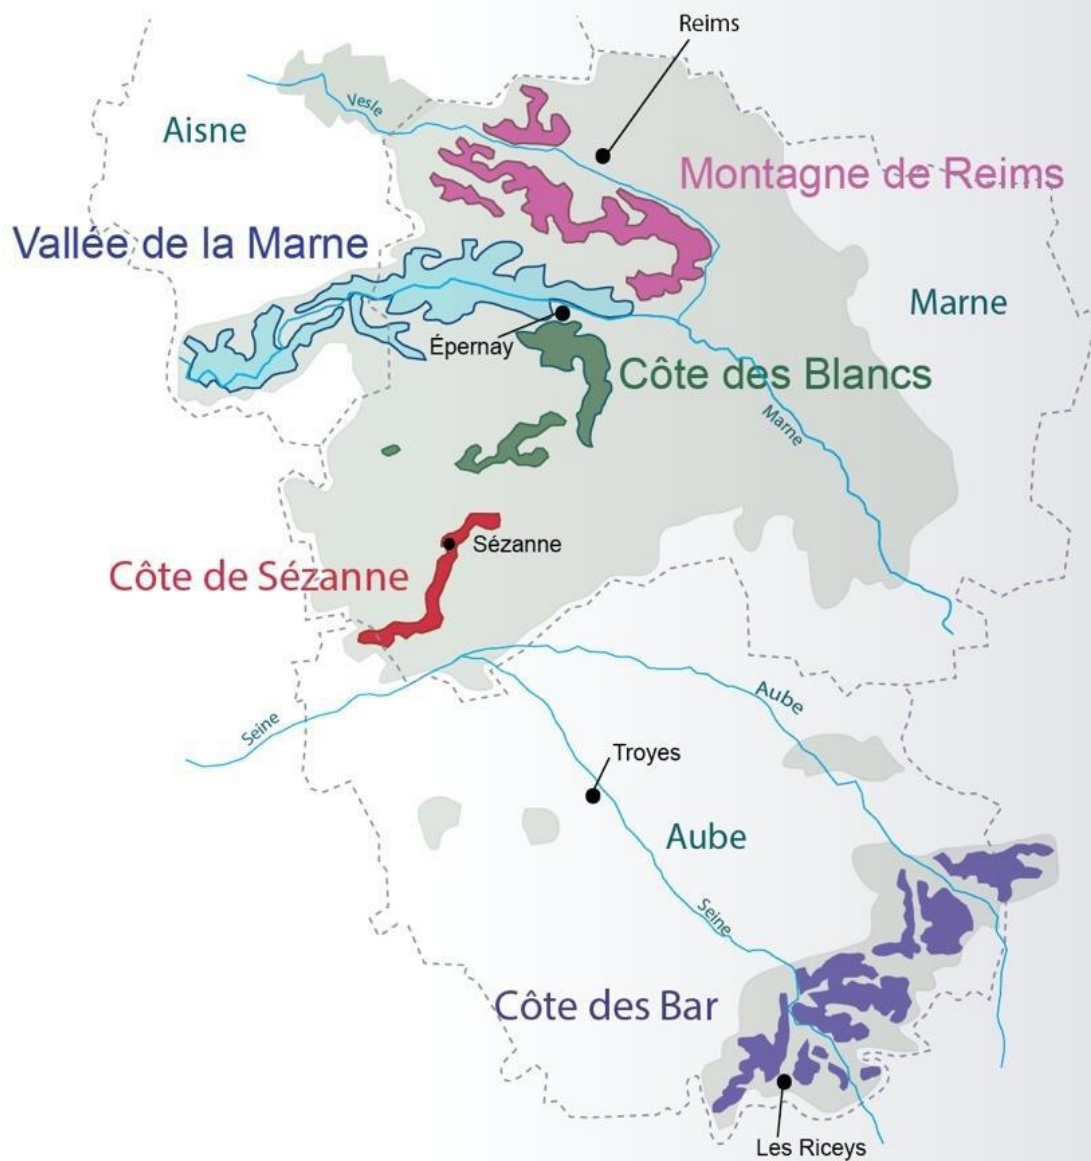 Reims
Vesle
Aisne
Montagne de Reims
Vallée de la Marne
Marne
Épernay
Côte des Blancs
Marne
Sézanne
Côte de Sézanne
Seine
Aube
Troyes
Aube
Seine
Côte des Bar
Les Riceys